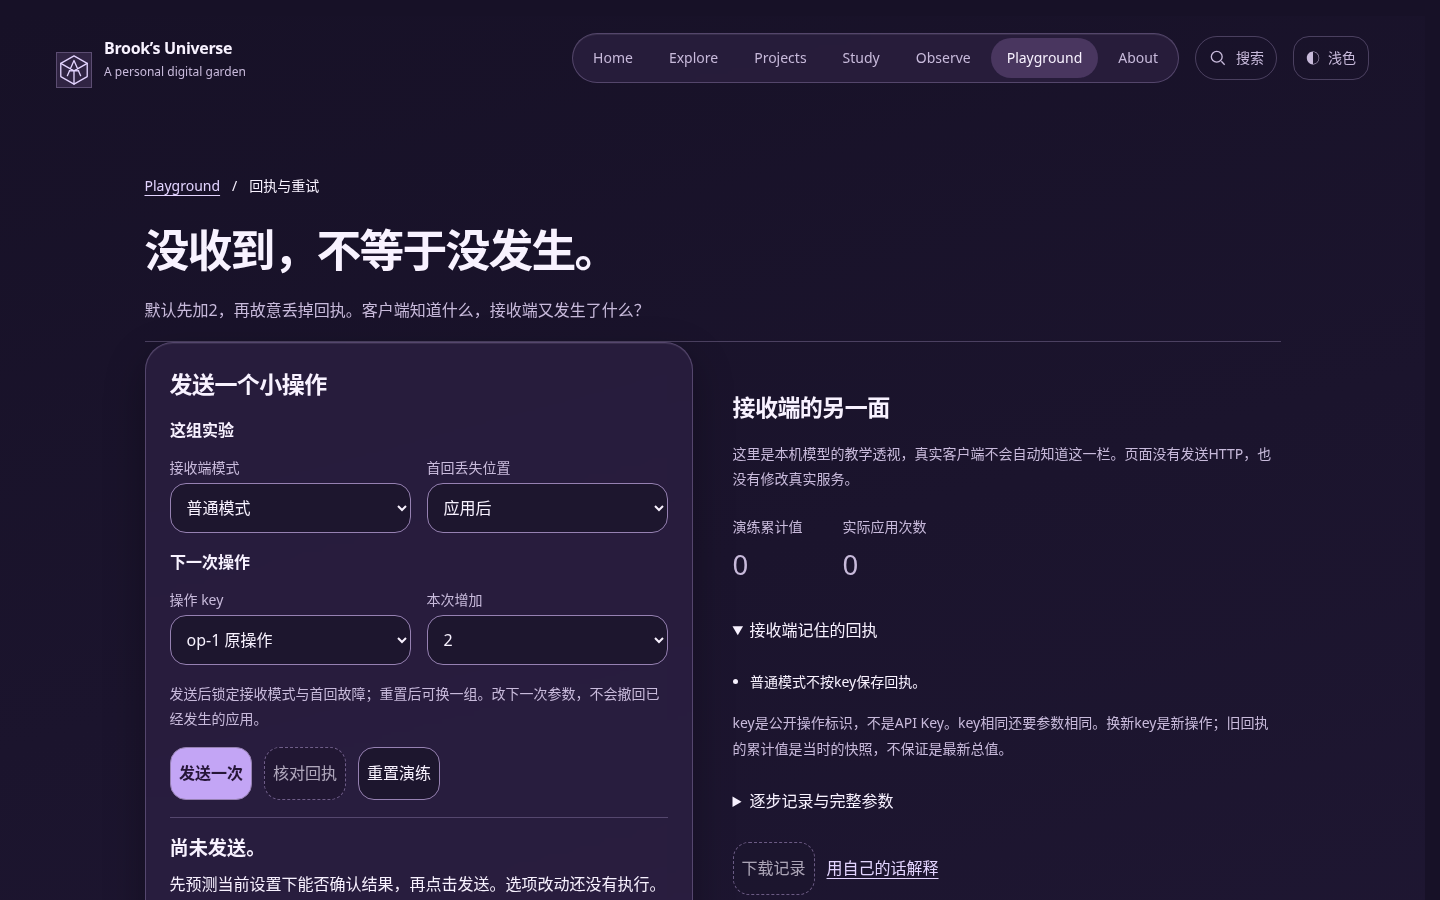 Brook’s Universe
A personal digital garden
Home Explore Projects Study Observe Playground About 搜索 浅色
Playground / 回执与重试
没收到，不等于没发生。
默认先加2，再故意丢掉回执。客户端知道什么，接收端又发生了什么？
发送一个小操作
这组实验
接收端模式 首回丢失位置
普通模式 应用后
下一次操作
操作 key 本次增加
op-1 原操作 2
发送后锁定接收模式与首回故障；重置后可换一组。改下一次参数，不会撤回已
经发生的应用。
发送一次 核对回执 重置演练
尚未发送。
先预测当前设置下能否确认结果，再点击发送。选项改动还没有执行。
接收端的另一面
这里是本机模型的教学透视，真实客户端不会自动知道这一栏。页面没有发送HTTP，也
没有修改真实服务。
演练累计值 实际应用次数
0 0
接收端记住的回执
普通模式不按key保存回执。
key是公开操作标识，不是API Key。key相同还要参数相同。换新key是新操作；旧回执
的累计值是当时的快照，不保证是最新总值。
逐步记录与完整参数
下载记录 用自己的话解释